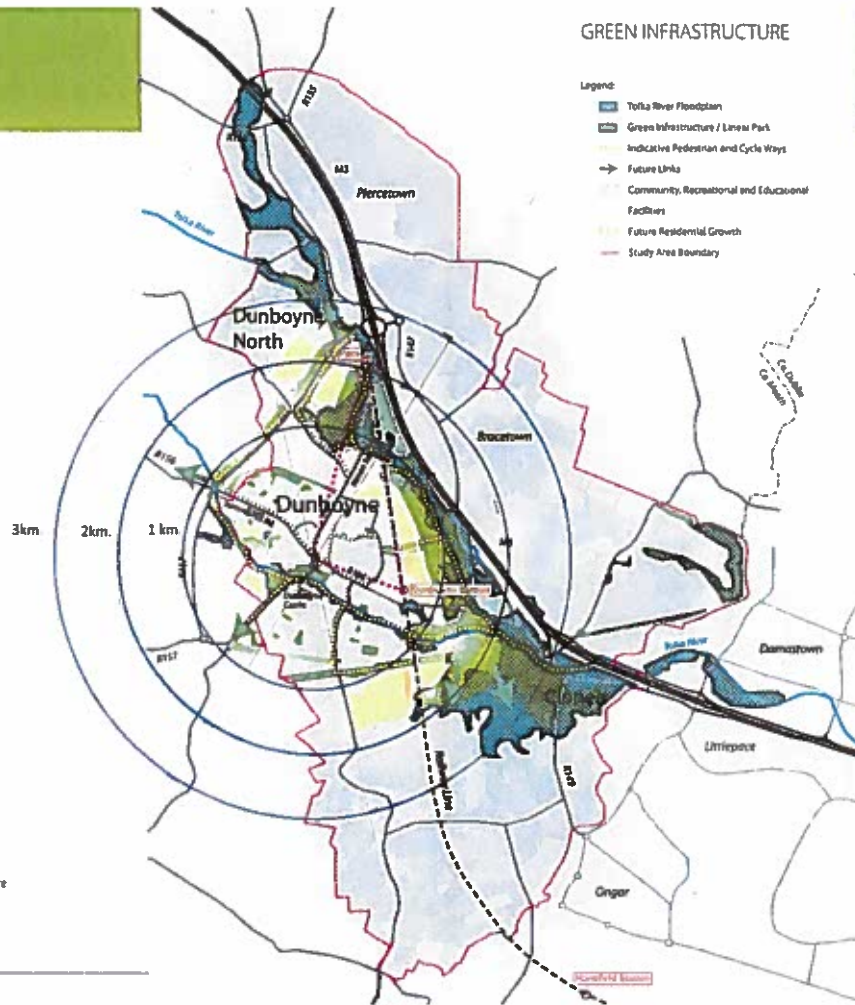 GREEN INFRASTRUCTURE
Legend:
Tolka River Floodplain
Green Infrastructure / Linear Park
Indicative Pedestrian and Cycle Ways
Future Links
Community, Recreational and Educational
Facilities
Future Residential Growth
Study Area Boundary
R155
M3
Piercetown
Tolka River
Dunboyne
North
R147
Co. Dublin
Co. Meath
Bracetown
R156
Dunboyne
3km
2km.
1 km
Dunboyne
Castle
R157
Tolka River
Damastown
Clonee
Littlepace
Railway Line
R149
Ongar
Hansfield Station